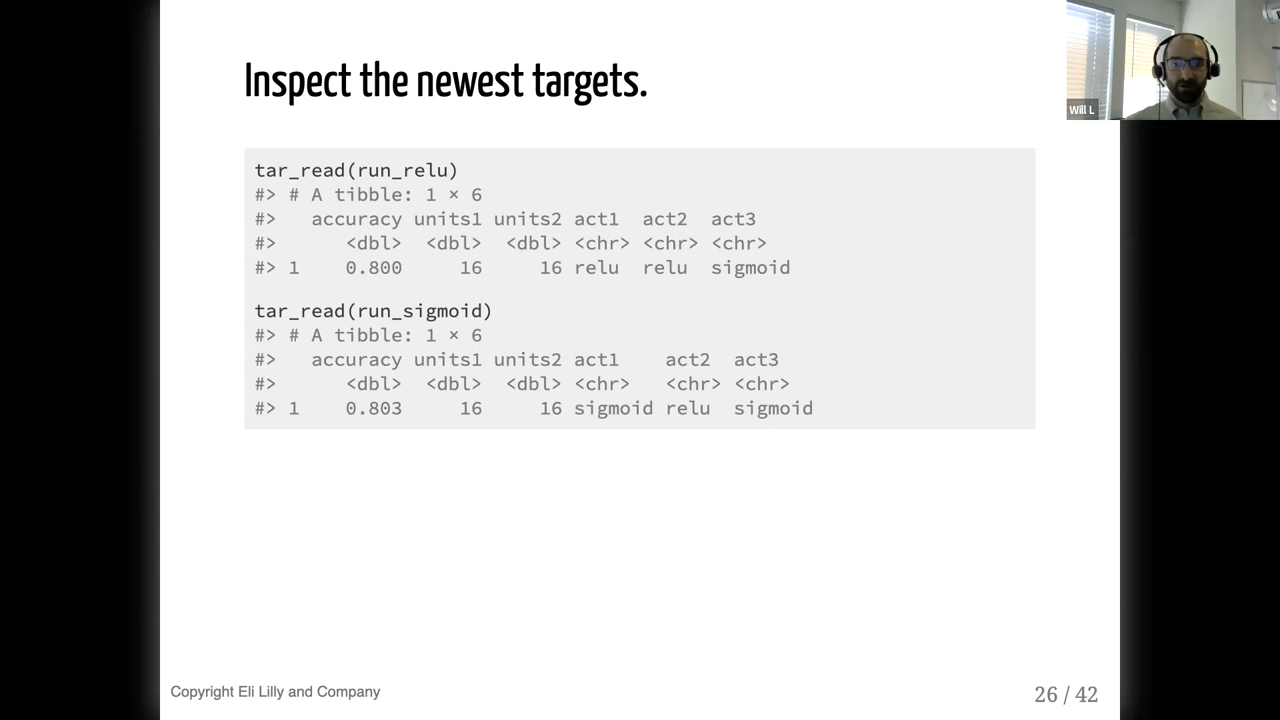 Inspect the newest targets.
Will L
tar_read(run_relu)
#> # A tibble: 1 × 6
#>   accuracy units1 units2 act1  act2  act3
#>      <dbl>  <dbl>  <dbl> <chr> <chr> <chr>
#> 1    0.800     16     16 relu  relu  sigmoid
tar_read(run_sigmoid)
#> # A tibble: 1 × 6
#>   accuracy units1 units2 act1    act2  act3
#>      <dbl>  <dbl>  <dbl> <chr>   <chr> <chr>
#> 1    0.803     16     16 sigmoid relu  sigmoid
Copyright Eli Lilly and Company
26 / 42